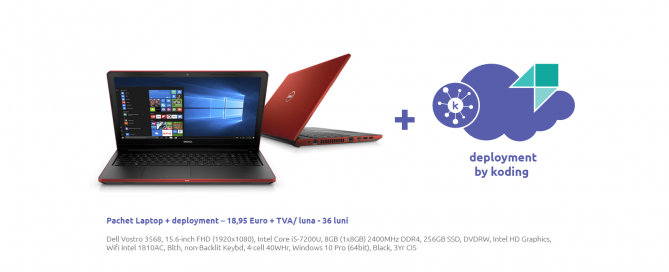 DELL
k
deployment
by koding
Pachet Laptop + deployment – 18,95 Euro + TVA/ luna - 36 luni
Dell Vostro 3568, 15.6-inch FHD (1920x1080), Intel Core i5-7200U, 8GB (1x8GB) 2400MHz DDR4, 256GB SSD, DVDRW, Intel HD Graphics,
WiFi Intel 1810AC, Blth, non-Backlit Keybd, 4-cell 40WHr, Windows 10 Pro (64bit), Black, 3Yr CIS